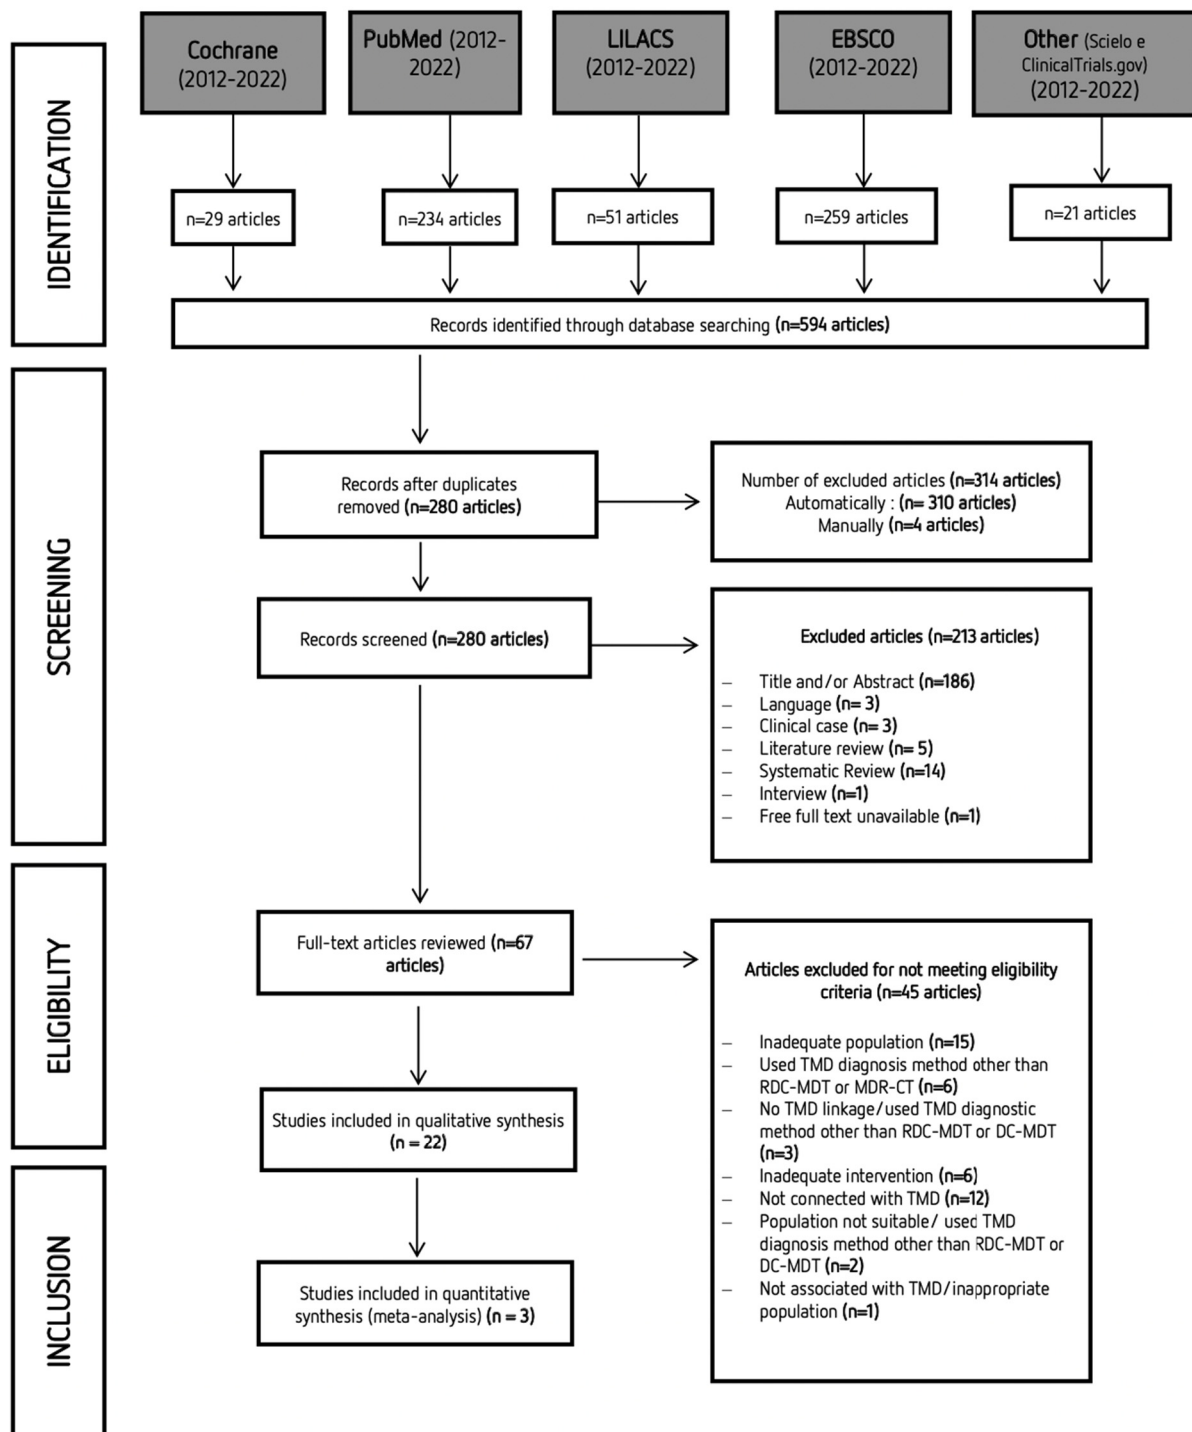 IDENTIFICATION
Cochrane
(2012-2022)
PubMed (2012-
2022)
LILACS
(2012-2022)
EBSCO
(2012-2022)
Other (Scielo e
ClinicalTrials.gov)
(2012-2022)
n=29 articles
n=234 articles
n=51 articles
n=259 articles
n=21 articles
Records identified through database searching (n=594 articles)
SCREENING
Records after duplicates
removed (n=280 articles)
Number of excluded articles (n=314 articles)
Automatically : (n= 310 articles)
Manually (n=4 articles)
Records screened (n=280 articles)
Excluded articles (n=213 articles)
– Title and/or Abstract (n=186)
– Language (n= 3)
– Clinical case (n= 3)
– Literature review (n= 5)
– Systematic Review (n=14)
– Interview (n=1)
– Free full text unavailable (n=1)
ELIGIBILITY
Full-text articles reviewed (n=67
articles)
Articles excluded for not meeting eligibility
criteria (n=45 articles)
– Inadequate population (n=15)
– Used TMD diagnosis method other than
RDC-MDT or MDR-CT (n=6)
– No TMD linkage/used TMD diagnostic
method other than RDC-MDT or DC-MDT
(n=3)
– Inadequate intervention (n=6)
– Not connected with TMD (n=12)
– Population not suitable/ used TMD
diagnosis method other than RDC-MDT or
DC-MDT (n=2)
– Not associated with TMD/inappropriate
population (n=1)
Studies included in qualitative synthesis
(n = 22)
INCLUSION
Studies included in quantitative
synthesis (meta-analysis) (n = 3)